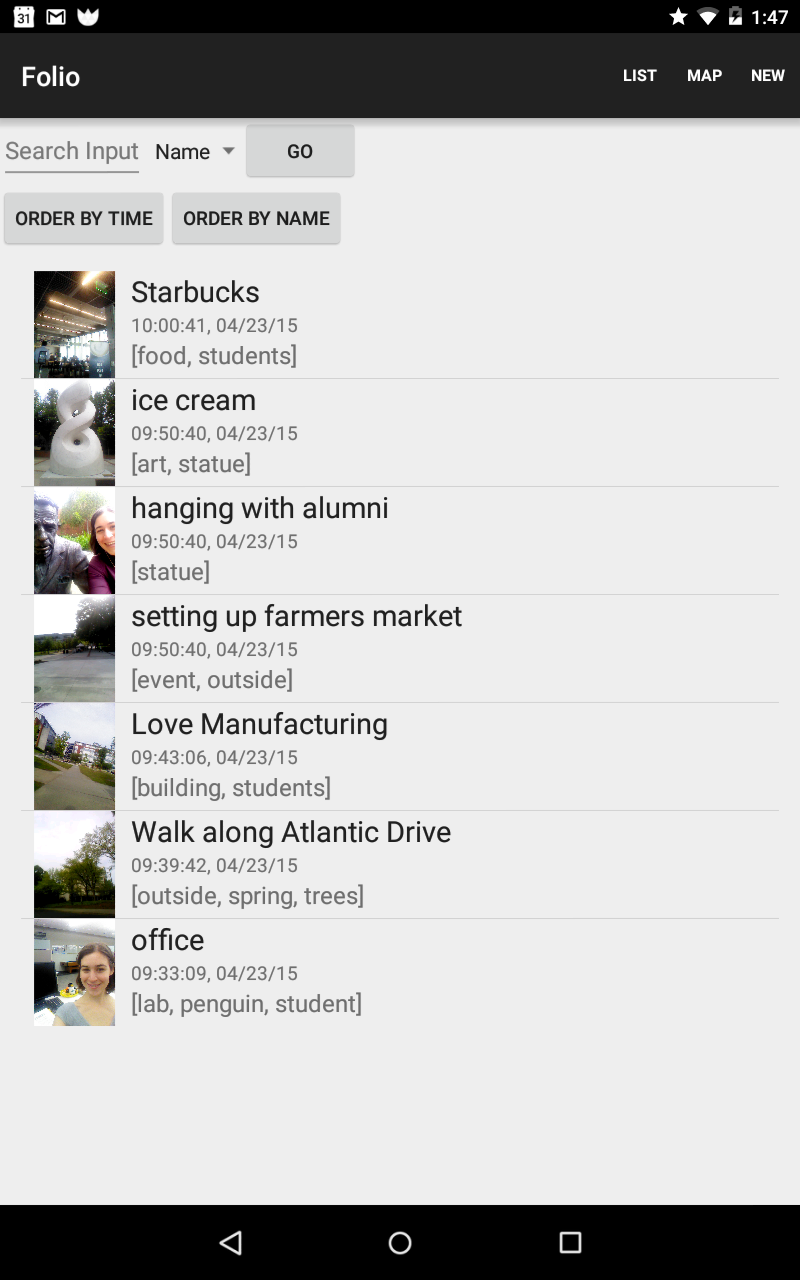 31 1:47
Folio LIST MAP NEW
Search Input Name GO
ORDER BY TIME ORDER BY NAME
Starbucks
10:00:41, 04/23/15
[food, students]
ice cream
09:50:40, 04/23/15
[art, statue]
hanging with alumni
09:50:40, 04/23/15
[statue]
setting up farmers market
09:50:40, 04/23/15
[event, outside]
Love Manufacturing
09:43:06, 04/23/15
[building, students]
Walk along Atlantic Drive
09:39:42, 04/23/15
[outside, spring, trees]
office
09:33:09, 04/23/15
[lab, penguin, student]